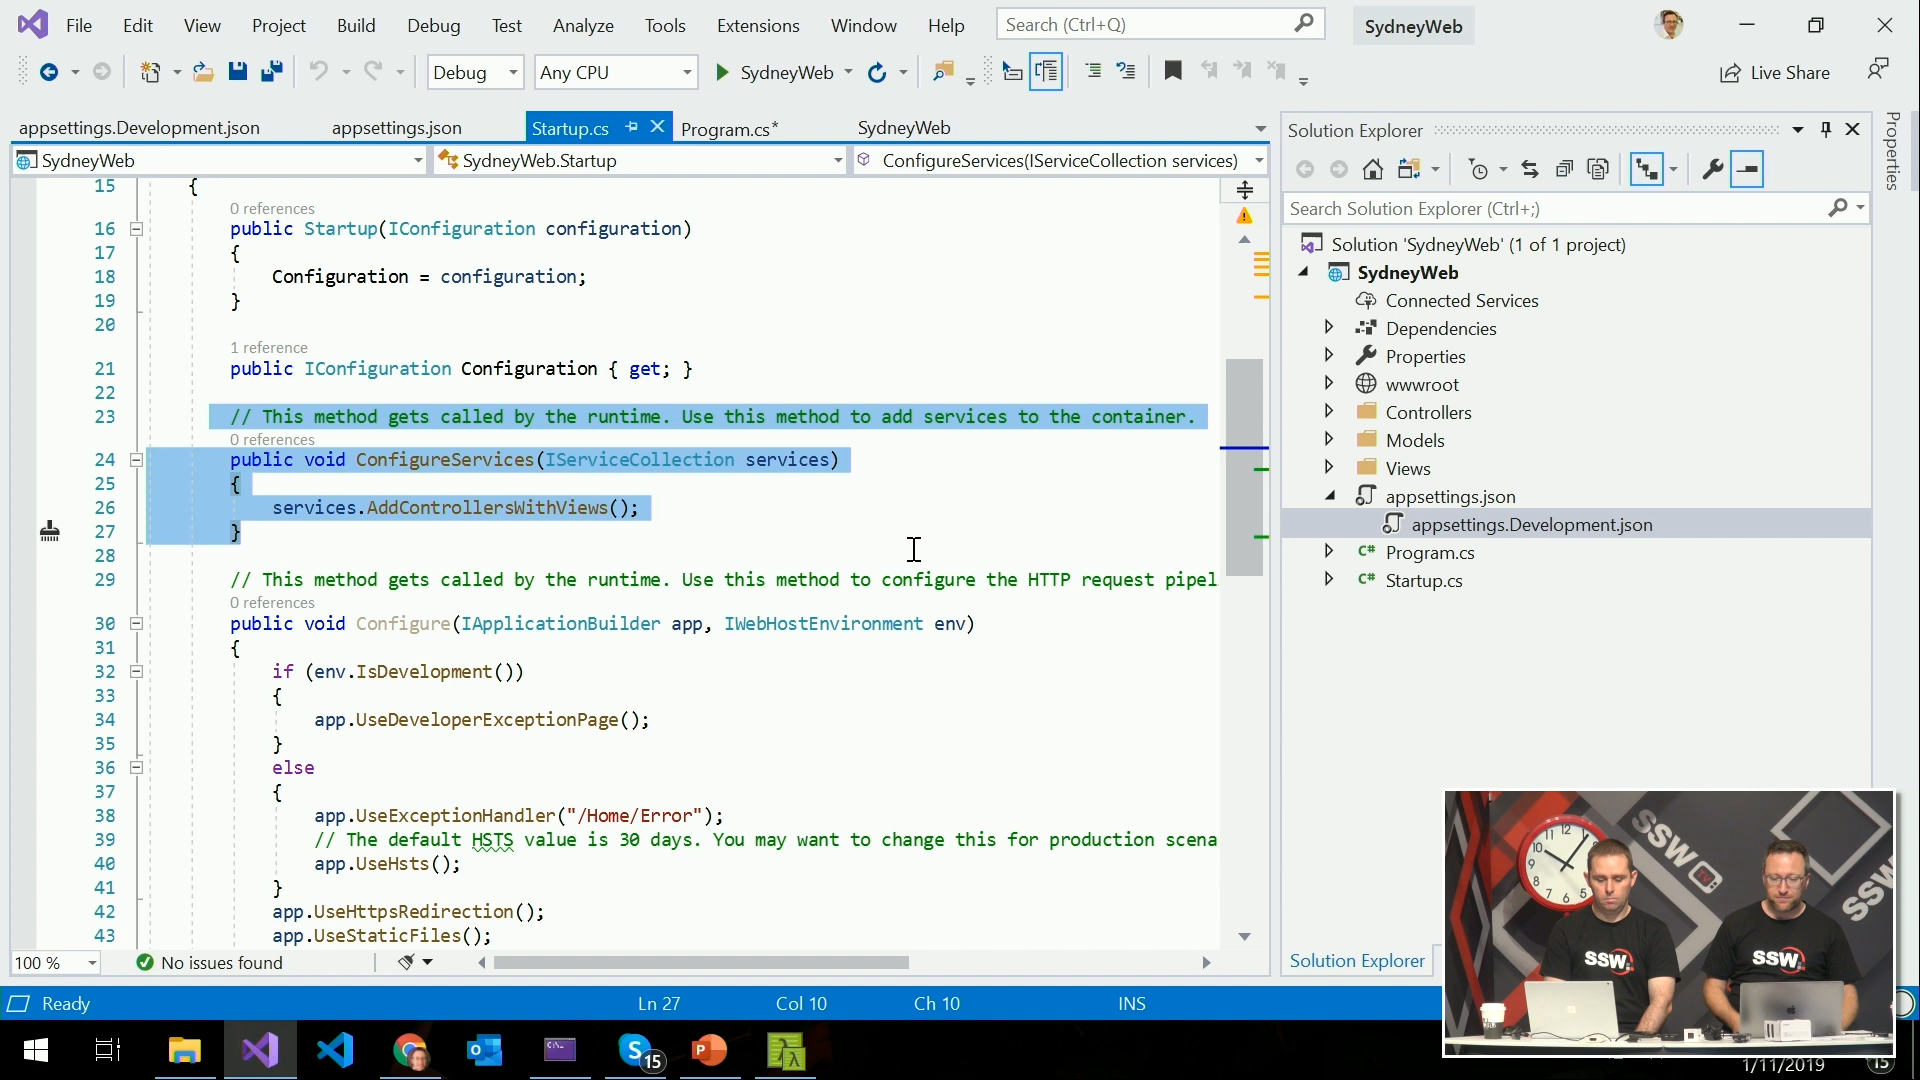 File Edit View Project Build Debug Test Analyze Tools Extensions Window Help Search (Ctrl+Q) SydneyWeb
Debug Any CPU SydneyWeb Live Share
appsettings.Development.json appsettings.json Startup.cs Program.cs* SydneyWeb
SydneyWeb SydneyWeb.Startup ConfigureServices(IServiceCollection services)
15 {
0 references
16 public Startup(IConfiguration configuration)
17 {
18 Configuration = configuration;
19 }
20
1 reference
21 public IConfiguration Configuration { get; }
22
23 // This method gets called by the runtime. Use this method to add services to the container.
0 references
24 public void ConfigureServices(IServiceCollection services)
25 {
26 services.AddControllersWithViews();
27 }
28
29 // This method gets called by the runtime. Use this method to configure the HTTP request pipel
0 references
30 public void Configure(IApplicationBuilder app, IWebHostEnvironment env)
31 {
32 if (env.IsDevelopment())
33 {
34 app.UseDeveloperExceptionPage();
35 }
36 else
37 {
38 app.UseExceptionHandler("/Home/Error");
39 // The default HSTS value is 30 days. You may want to change this for production scena
40 app.UseHsts();
41 }
42 app.UseHttpsRedirection();
43 app.UseStaticFiles();
100 % No issues found
Solution Explorer
Search Solution Explorer (Ctrl+;)
Solution 'SydneyWeb' (1 of 1 project)
SydneyWeb
Connected Services
Dependencies
Properties
wwwroot
Controllers
Models
Views
appsettings.json
appsettings.Development.json
C# Program.cs
C# Startup.cs
Solution Explorer
Properties
Ready Ln 27 Col 10 Ch 10 INS
SSW TV
SSW
SSW
SSW
15
1/11/2019
15